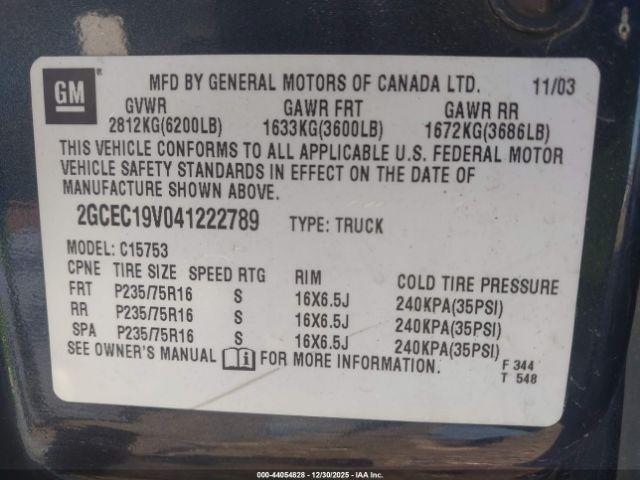 GM ®
MFD BY GENERAL MOTORS OF CANADA LTD. 11/03
GVWR GAWR FRT GAWR RR
2812KG(6200LB) 1633KG(3600LB) 1672KG(3686LB)
THIS VEHICLE CONFORMS TO ALL APPLICABLE U.S. FEDERAL MOTOR
VEHICLE SAFETY STANDARDS IN EFFECT ON THE DATE OF
MANUFACTURE SHOWN ABOVE.
2GCEC19V041222789 TYPE: TRUCK
MODEL: C15753
CPNE TIRE SIZE SPEED RTG RIM COLD TIRE PRESSURE
FRT P235/75R16 S 16X6.5J 240KPA(35PSI)
RR P235/75R16 S 16X6.5J 240KPA(35PSI)
SPA P235/75R16 S 16X6.5J 240KPA(35PSI)
SEE OWNER'S MANUAL i FOR MORE INFORMATION.
F 344
T 548
000-44054828 - 12/30/2025 - IAA Inc.